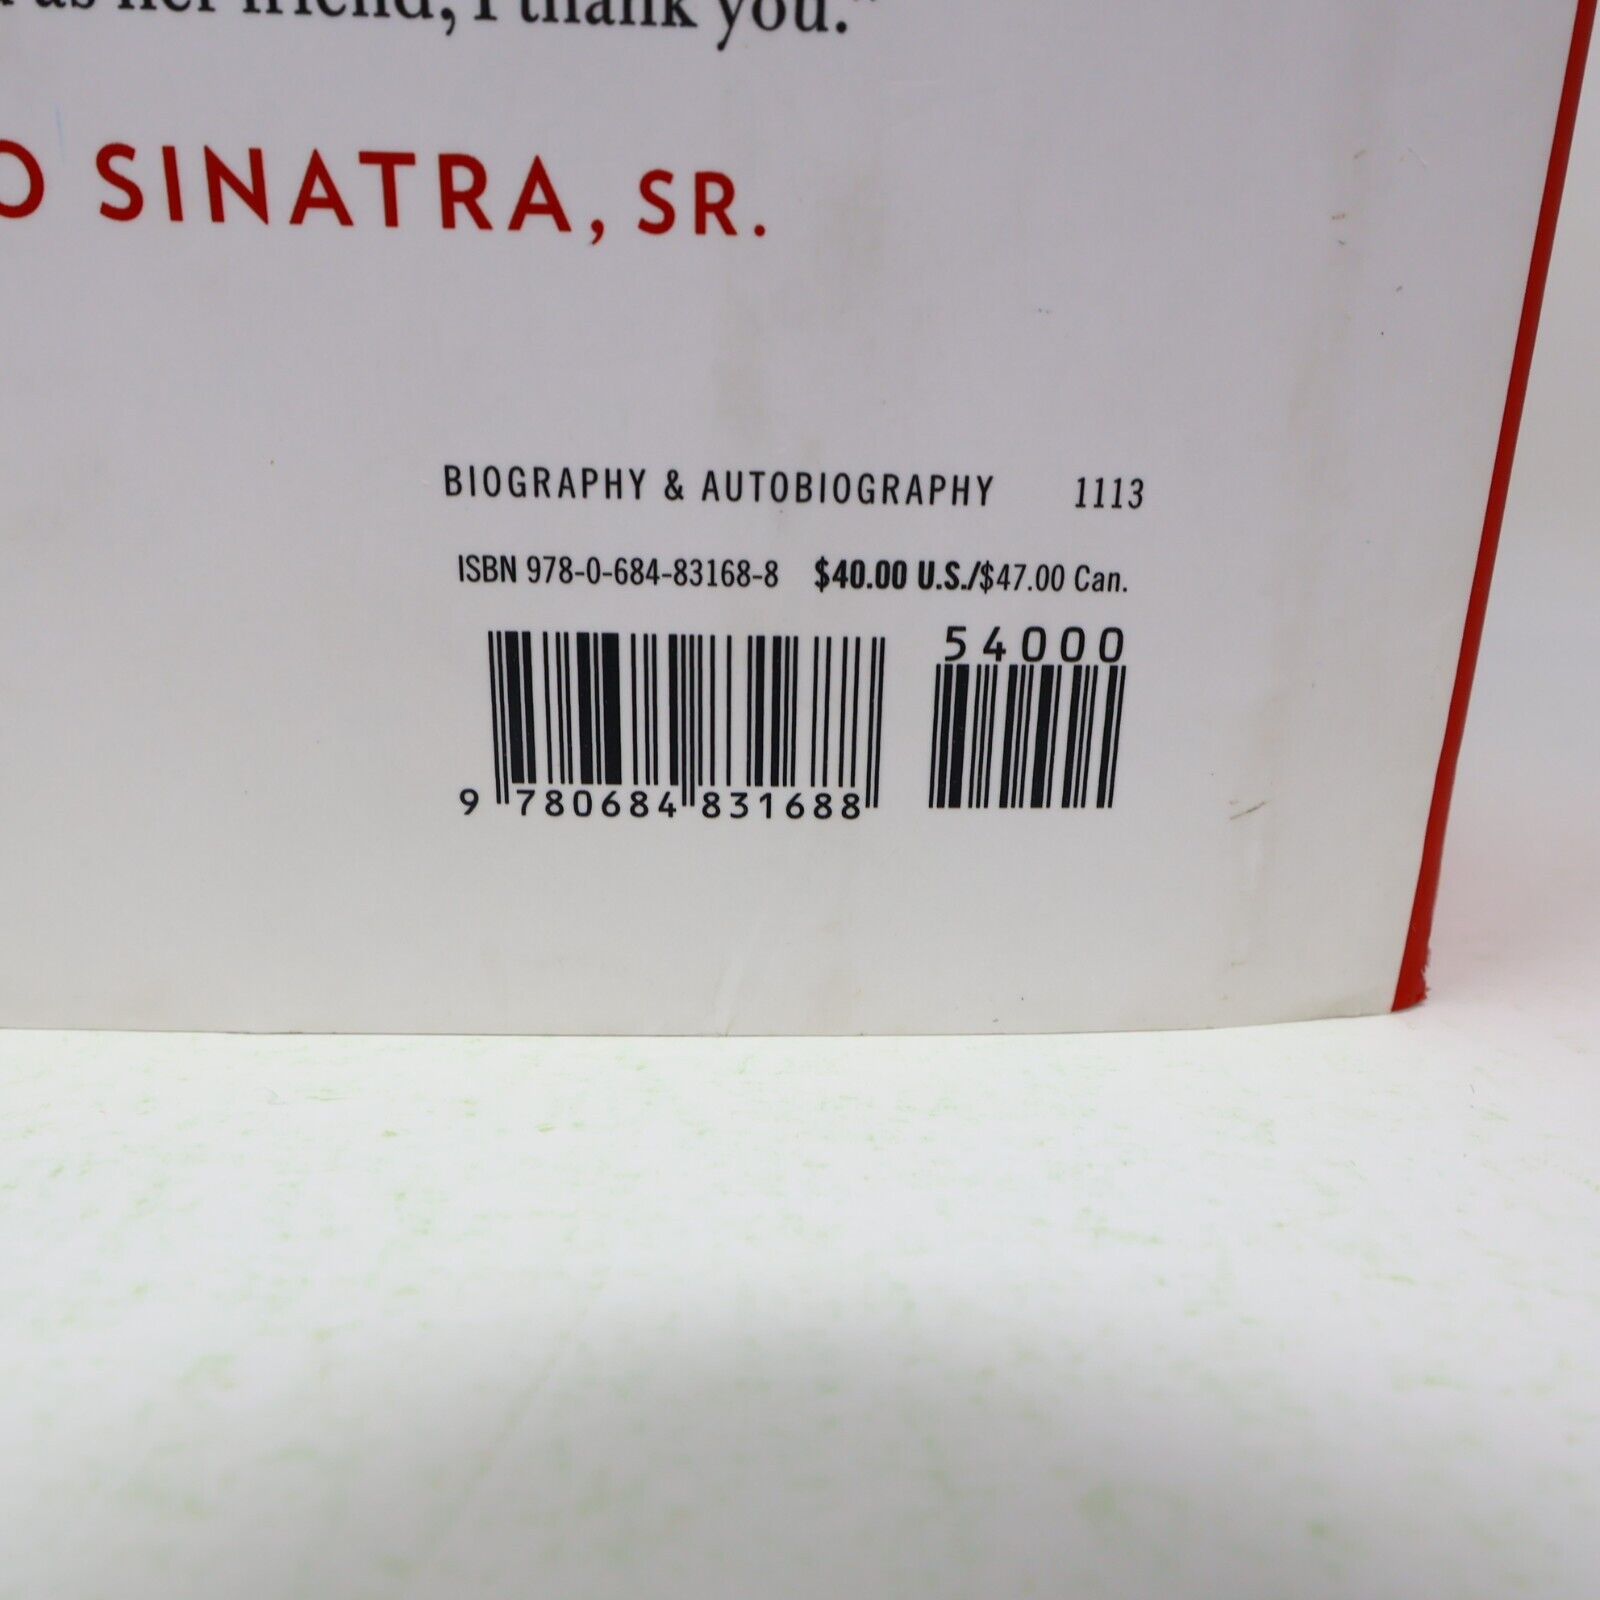 as her friend, I thank you."
O SINATRA, SR.
BIOGRAPHY & AUTOBIOGRAPHY 1113
ISBN 978-0-684-83168-8 $40.00 U.S./$47.00 Can.
54000
9 780684 831688